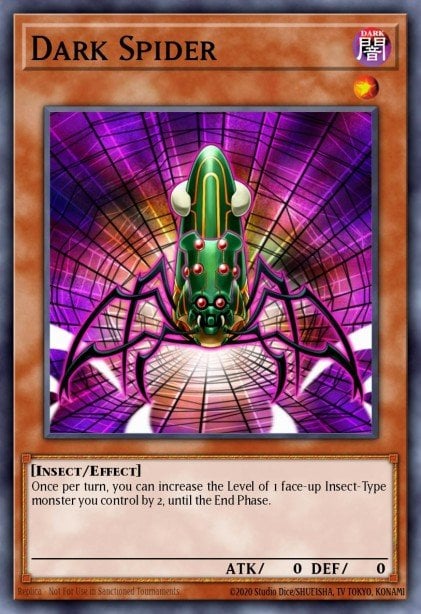 Dark Spider
DARK
闇
[Insect/Effect]
Once per turn, you can increase the Level of 1 face-up Insect-Type
monster you control by 2, until the End Phase.
ATK/ 0 DEF/ 0
Replica - Not For Use in Sanctioned Tournaments
©2020 Studio Dice/SHUEISHA, TV TOKYO, KONAMI